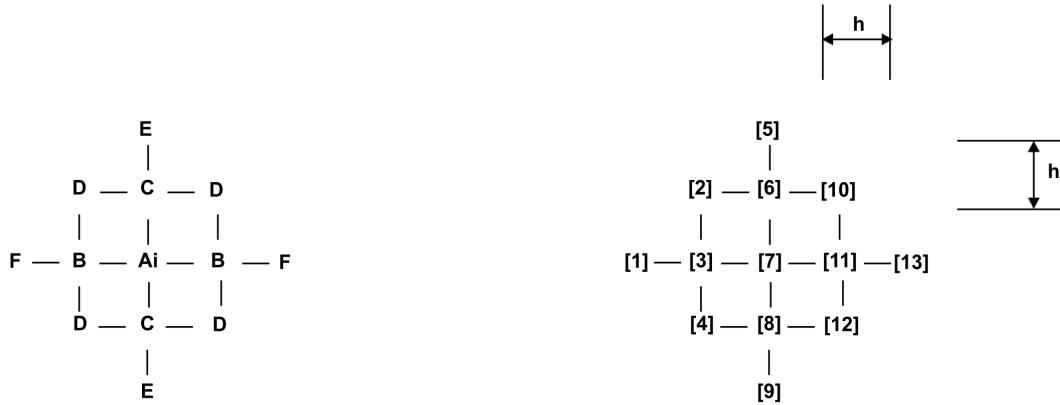 h
E [5]
h
D C D [2] [6] [10]
F B Ai B F [1] [3] [7] [11] [13]
D C D [4] [8] [12]
E [9]